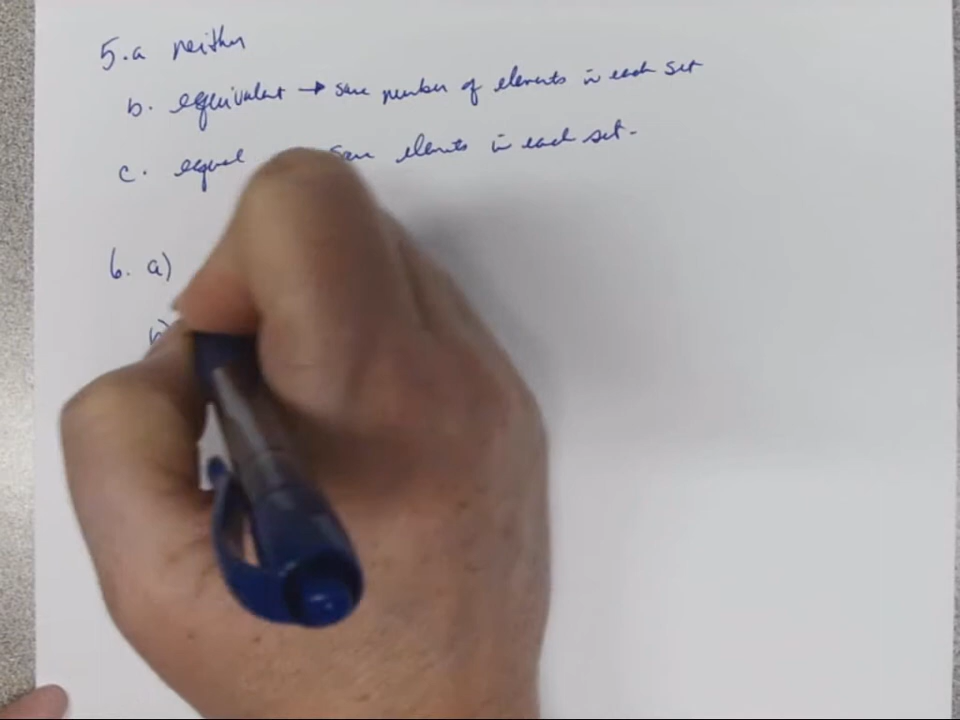 5.a neither
b. equivalent → same number of elements in each set
c. equal same elements in each set.
6. a)
b)